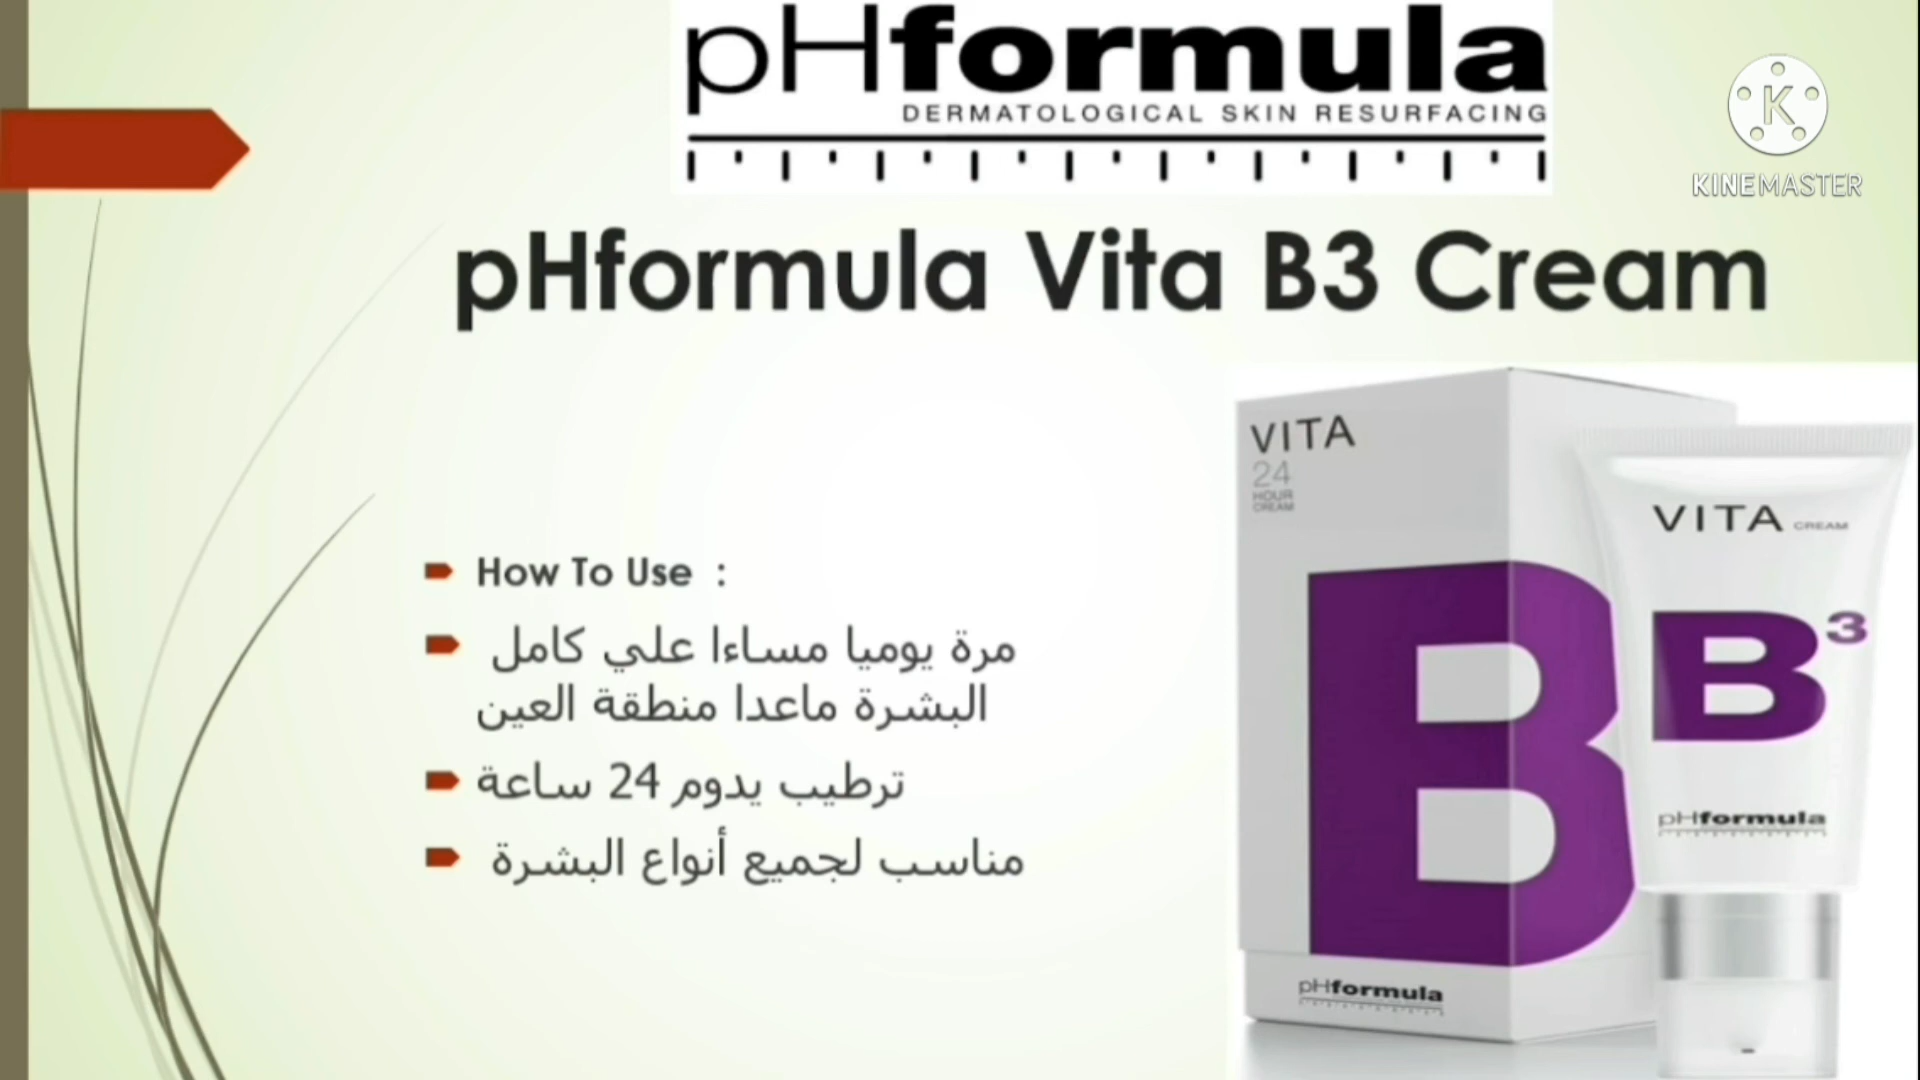 pHformula
DERMATOLOGICAL SKIN RESURFACING
K
KINEMASTER
pHformula Vita B3 Cream
How To Use :
مرة يوميا مساءا علي كامل
البشرة ماعدا منطقة العين
ترطيب يدوم 24 ساعة
مناسب لجميع أنواع البشرة
VITA
24
HOUR
CREAM
B
pHformula
VITA CREAM
B3
pHformula